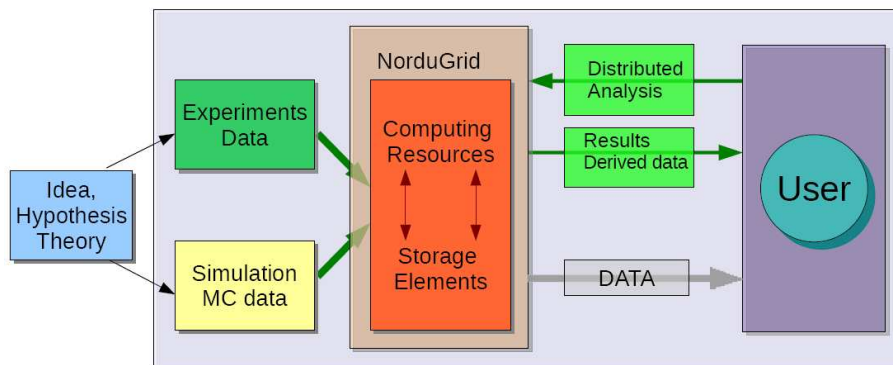 Idea,
Hypothesis
Theory
Experiments
Data
Simulation
MC data
NorduGrid
Computing
Resources
Storage
Elements
Distributed
Analysis
Results
Derived data
DATA
User